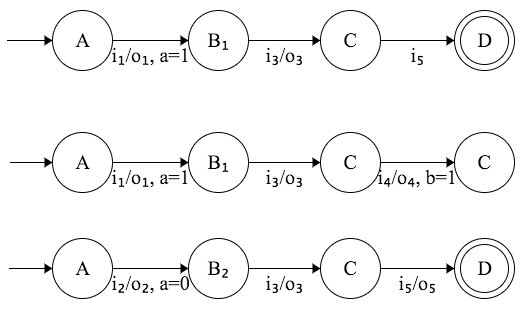 A B₁ C D
i₁/o₁, a=1 i₃/o₃ i₅
A B₁ C C
i₁/o₁, a=1 i₃/o₃ i₄/o₄, b=1
A B₂ C D
i₂/o₂, a=0 i₃/o₃ i₅/o₅